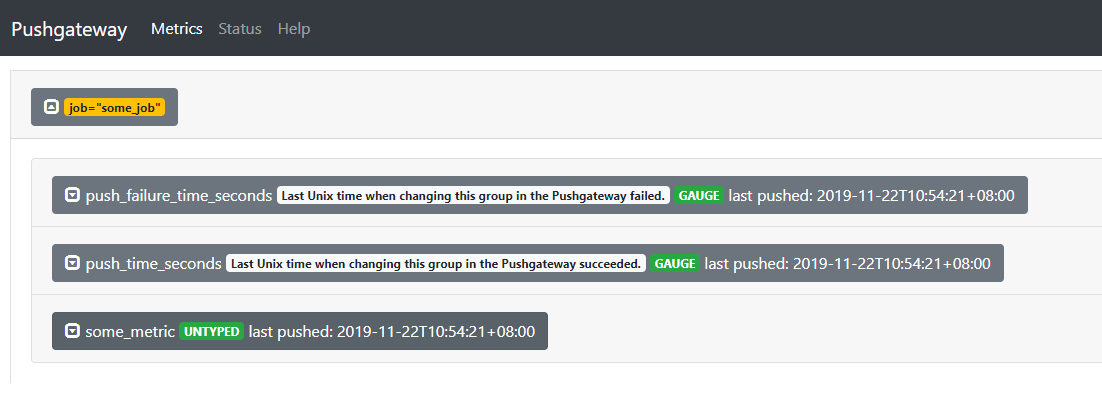 Pushgateway Metrics Status Help
job="some_job"
push_failure_time_seconds Last Unix time when changing this group in the Pushgateway failed. GAUGE last pushed: 2019-11-22T10:54:21+08:00
push_time_seconds Last Unix time when changing this group in the Pushgateway succeeded. GAUGE last pushed: 2019-11-22T10:54:21+08:00
some_metric UNTYPED last pushed: 2019-11-22T10:54:21+08:00